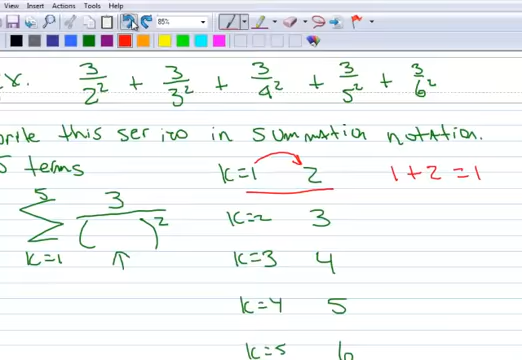 View Insert Actions Tools Help
85%
x. 3/2² + 3/3² + 3/4² + 3/5² + 3/6²
write this series in summation notation.
5 terms
k=1 2 1 + 2 = 1
5 Σ k=1 3/( )² ↑
k=2 3
k=3 4
k=4 5
k=5 6